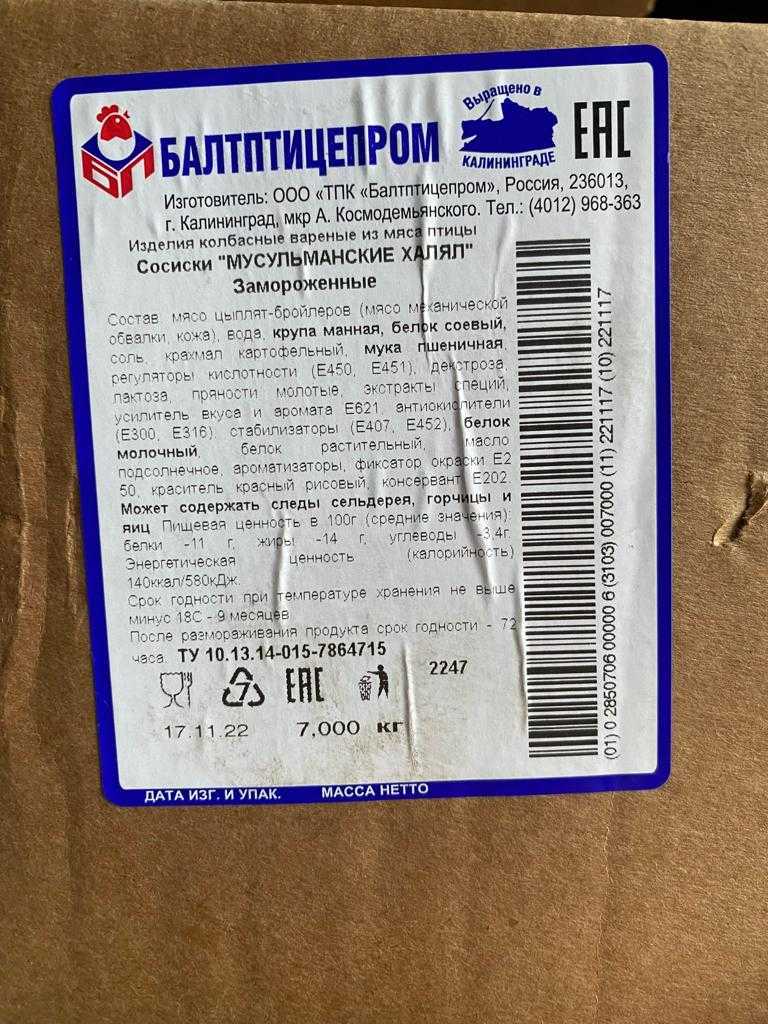 БП
БАЛТПТИЦЕПРОМ
Выращено в
КАЛИНИНГРАДЕ
ЕАС
Изготовитель: ООО «ТПК «Балтптицепром», Россия, 236013,
г. Калининград, мкр А. Космодемьянского. Тел.: (4012) 968-363
Изделия колбасные вареные из мяса птицы
Сосиски "МУСУЛЬМАНСКИЕ ХАЛЯЛ"
Замороженные
Состав мясо цыплят-бройлеров (мясо механической
обвалки, кожа), вода, крупа манная, белок соевый,
соль, крахмал картофельный, мука пшеничная,
регуляторы кислотности (Е450, Е451), декстроза,
лактоза, пряности молотые, экстракты специй,
усилитель вкуса и аромата Е621, антиокислители
(Е300, Е316), стабилизаторы (Е407, Е452), белок
молочный, белок растительный, масло
подсолнечное, ароматизаторы, фиксатор окраски Е2
50, краситель красный рисовый, консервант Е202.
Может содержать следы сельдерея, горчицы и
яиц Пищевая ценность в 100г (средние значения):
белки -11 г, жиры -14 г, углеводы -3,4г.
Энергетическая ценность (калорийность)
140ккал/580кДж.
Срок годности при температуре хранения не выше
минус 18С - 9 месяцев
После размораживания продукта срок годности - 72
часа. ТУ 10.13.14-015-7864715
ЕАС
2247
17.11.22 7,000 кг
ДАТА ИЗГ. И УПАК. МАССА НЕТТО
(01) 0 2850706 00000 6 (3103) 007000 (11) 221117 (10) 221117